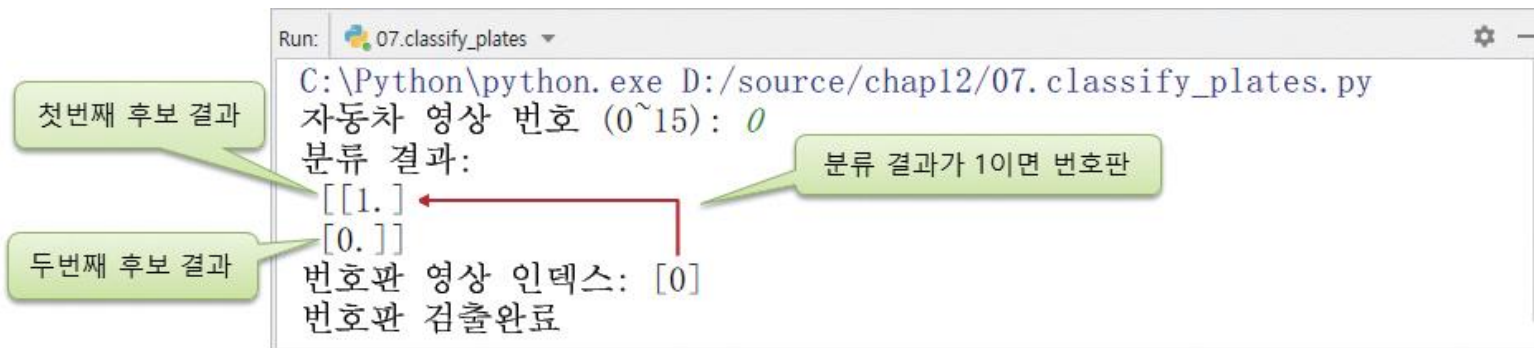 Run: 07.classify_plates
C:\Python\python.exe D:/source/chap12/07.classify_plates.py
첫번째 후보 결과
자동차 영상 번호 (0~15): 0
분류 결과:
분류 결과가 1이면 번호판
[[1.]
[0.]]
두번째 후보 결과
번호판 영상 인덱스: [0]
번호판 검출완료